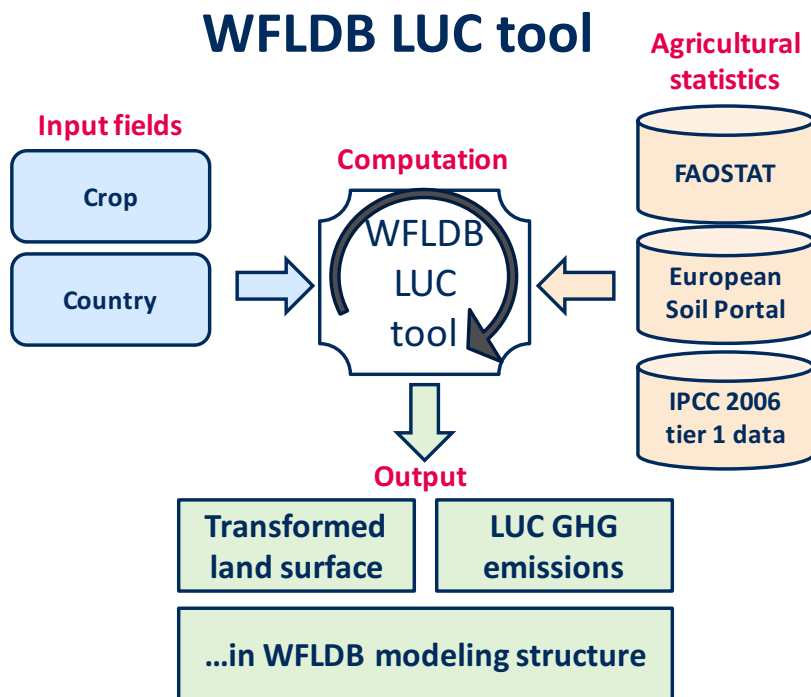 WFLDB LUC tool
Agricultural
statistics
Input fields
Crop
Country
Computation
WFLDB
LUC
tool
FAOSTAT
European
Soil Portal
IPCC 2006
tier 1 data
Output
Transformed
land surface
LUC GHG
emissions
...in WFLDB modeling structure